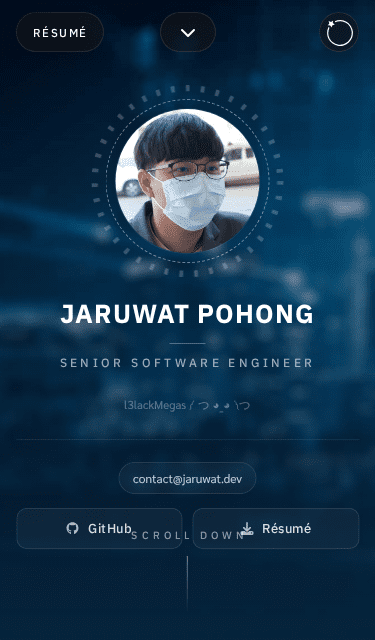 RÉSUMÉ
JARUWAT POHONG
SENIOR SOFTWARE ENGINEER
l3lackMegas / つ ◕_◕ \つ
contact@jaruwat.dev
GitHub
Résumé
SCROLL DOWN